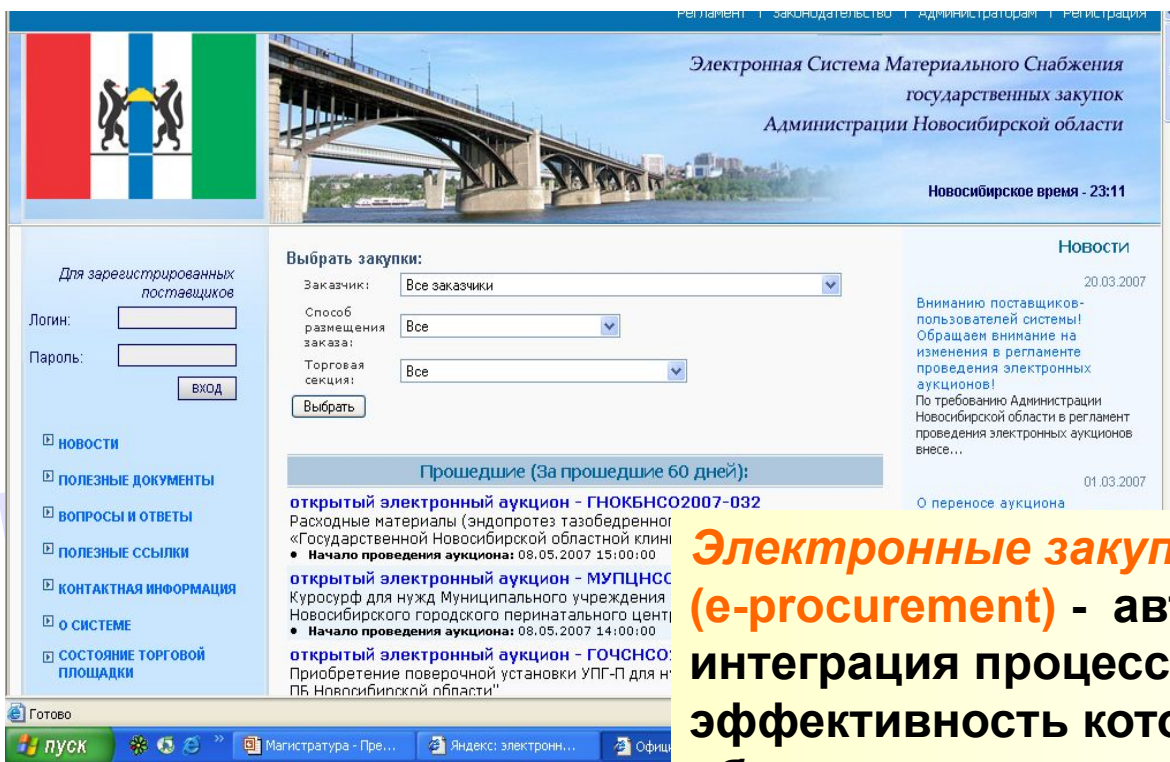 Регламент | Законодательство | Администраторам | Регистрация
Электронная Система Материального Снабжения
государственных закупок
Администрации Новосибирской области
Новосибирское время - 23:11
Для зарегистрированных
поставщиков
Логин:
Пароль:
вход
НОВОСТИ
ПОЛЕЗНЫЕ ДОКУМЕНТЫ
ВОПРОСЫ И ОТВЕТЫ
ПОЛЕЗНЫЕ ССЫЛКИ
КОНТАКТНАЯ ИНФОРМАЦИЯ
О СИСТЕМЕ
СОСТОЯНИЕ ТОРГОВОЙ
ПЛОЩАДКИ
Выбрать закупки:
Заказчик: Все заказчики
Способ
размещения
заказа: Все
Торговая
секция: Все
Выбрать
Прошедшие (За прошедшие 60 дней):
открытый электронный аукцион - ГНОКБНСО2007-032
Расходные материалы (эндопротез тазобедренног
«Государственной Новосибирской областной клин
• Начало проведения аукциона: 08.05.2007 15:00:00
открытый электронный аукцион - МУПЦНСО
Куросурф для нужд Муниципального учреждения
Новосибирского городского перинатального цент
• Начало проведения аукциона: 08.05.2007 14:00:00
открытый электронный аукцион - ГОЧСНСО
Приобретение поверочной установки УПГ-П для н
ПБ Новосибирской области"
Новости
20.03.2007
Вниманию поставщиков-
пользователей системы!
Обращаем внимание на
изменения в регламенте
проведения электронных
аукционов!
По требованию Администрации
Новосибирской области в регламент
проведения электронных аукционов
внесе...
01.03.2007
О переносе аукциона
Электронные закуп
(e-procurement) - авт
интеграция процесс
эффективность кото
Готово
пуск
Магистратура - Пре...
Яндекс: электронн...
Офиц